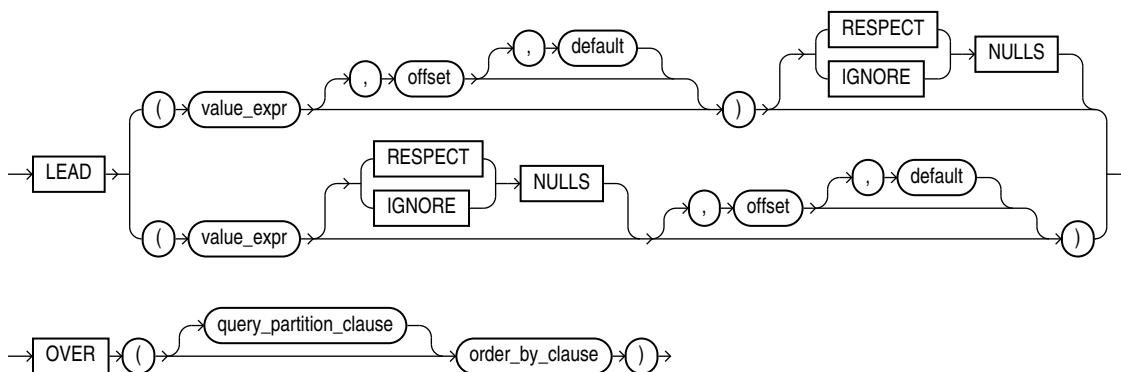 RESPECT
, default
, offset
NULLS
IGNORE
( value_expr )
RESPECT
LEAD
NULLS
, default
IGNORE
, offset
( value_expr )
query_partition_clause
OVER (
order_by_clause )